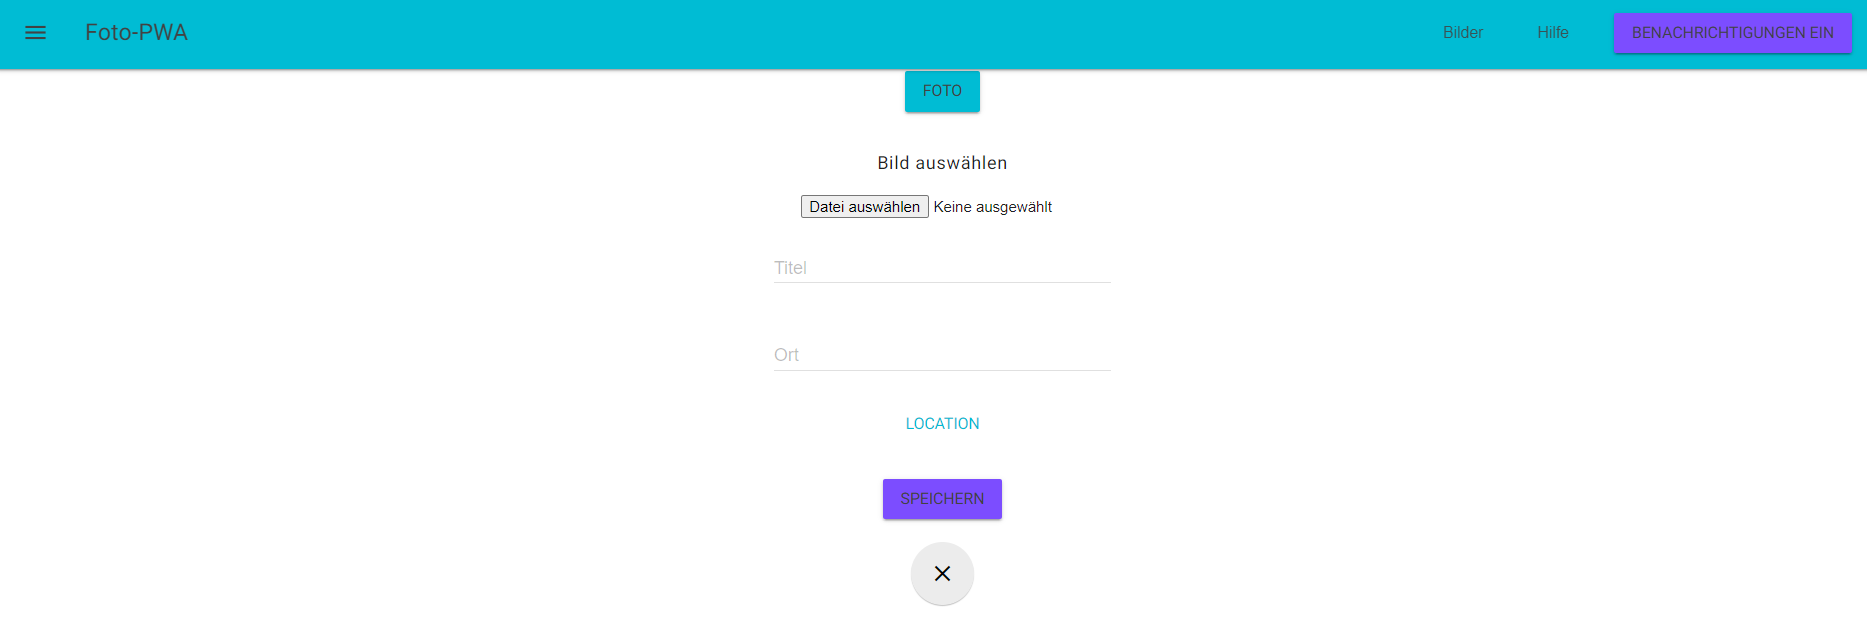 Foto-PWA Bilder Hilfe BENACHRICHTIGUNGEN EIN
FOTO
Bild auswählen
Datei auswählen Keine ausgewählt
Titel
Ort
LOCATION
SPEICHERN